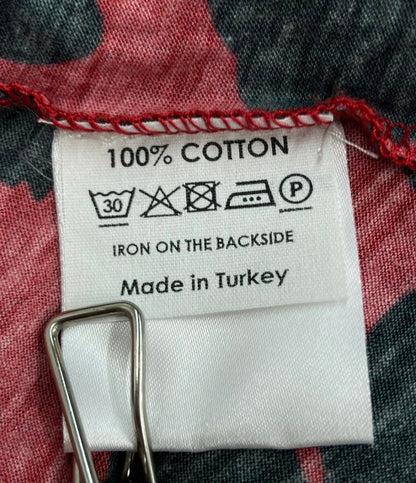 100% COTTON
30 P
IRON ON THE BACKSIDE
Made in Turkey